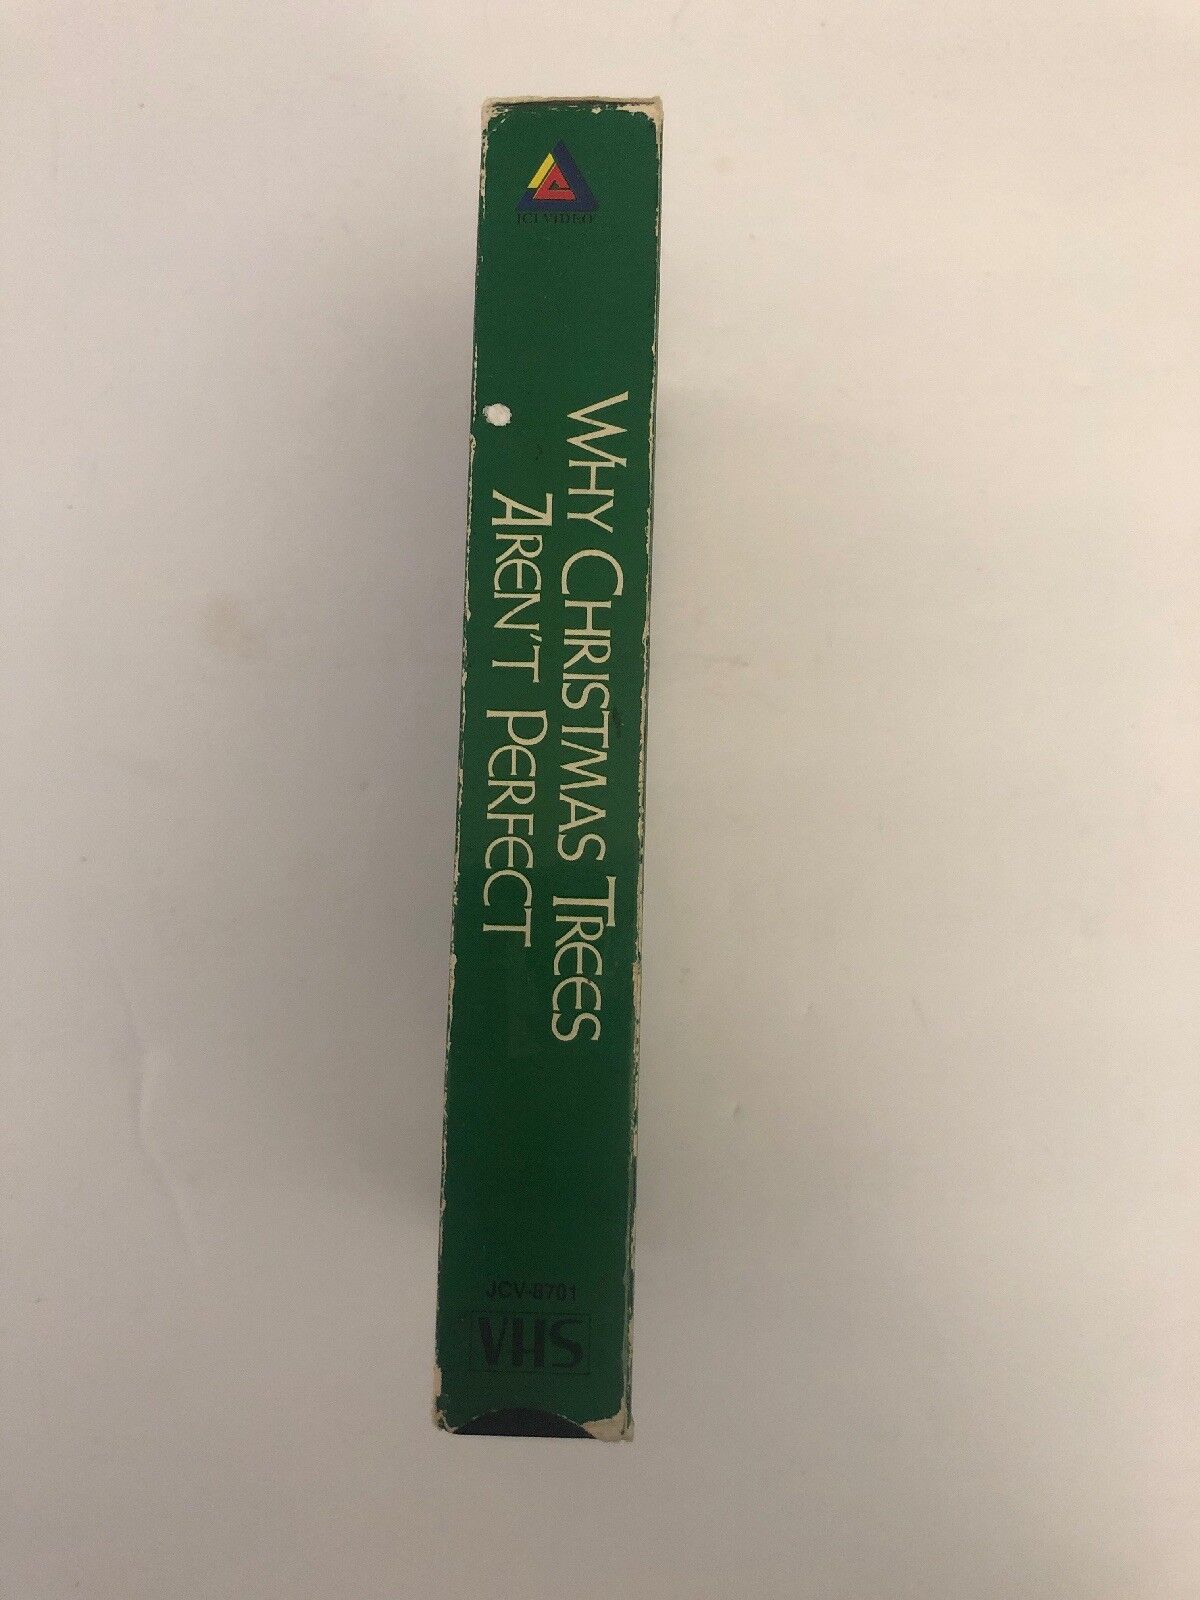 JCI VIDEO
WHY CHRISTMAS TREES
AREN'T PERFECT
JCV-8701
VHS